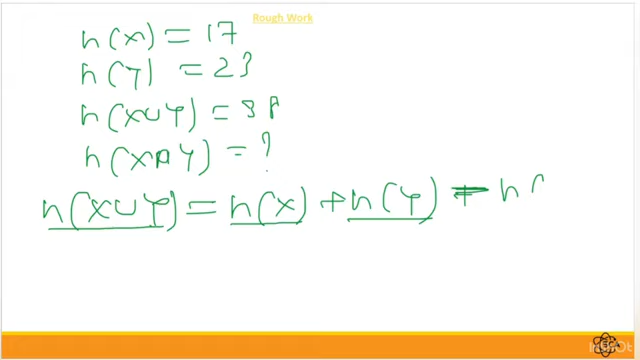 Rough Work
n(X) = 17
n(Y) = 23
n(X∪Y) = 38
n(X∩Y) = ?
n(X∪Y) = n(X) + n(Y) - n(